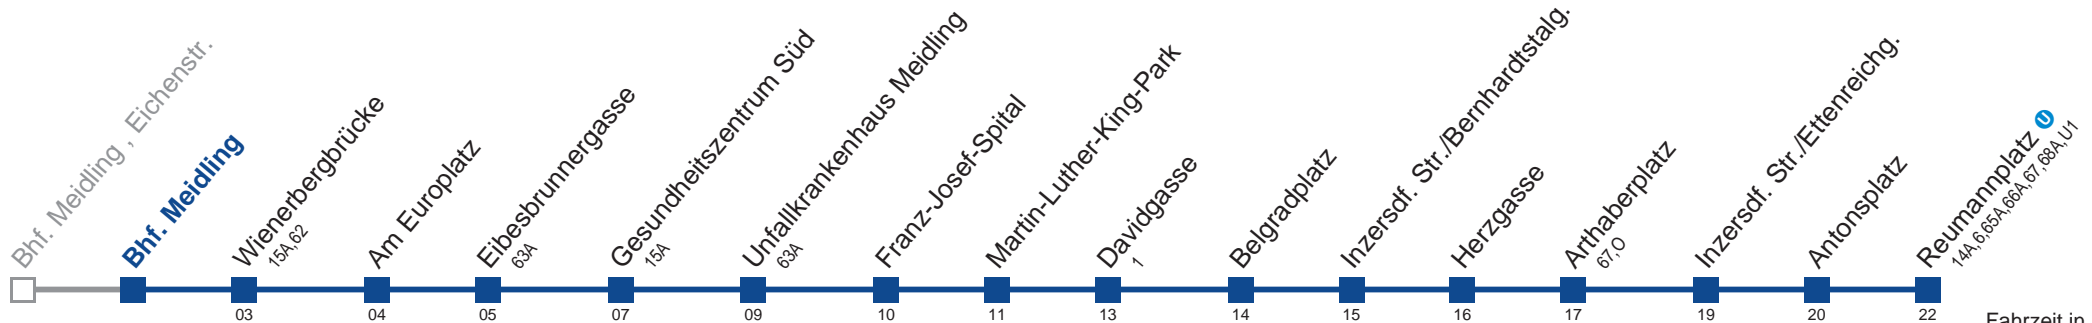 Bhf. Meidling , Eichenstr.
Bhf. Meidling
Wienerbergbrücke
15A,62
Am Europlatz
Eibesbrunnergasse
63A
Gesundheitszentrum Süd
15A
Unfallkrankenhaus Meidling
63A
Franz-Josef-Spital
Martin-Luther-King-Park
Davidgasse
1
Belgradplatz
Inzersdf. Str./Bernhardtstalg.
Herzgasse
Arthaberplatz
67,O
Inzersdf. Str./Ettenreichg.
Antonsplatz
Reumannplatz U
14A,6,65A,66A,67,68A,U1
03 04 05 07 09 10 11 13 14 15 16 17 19 20 22
Fahrzeit in